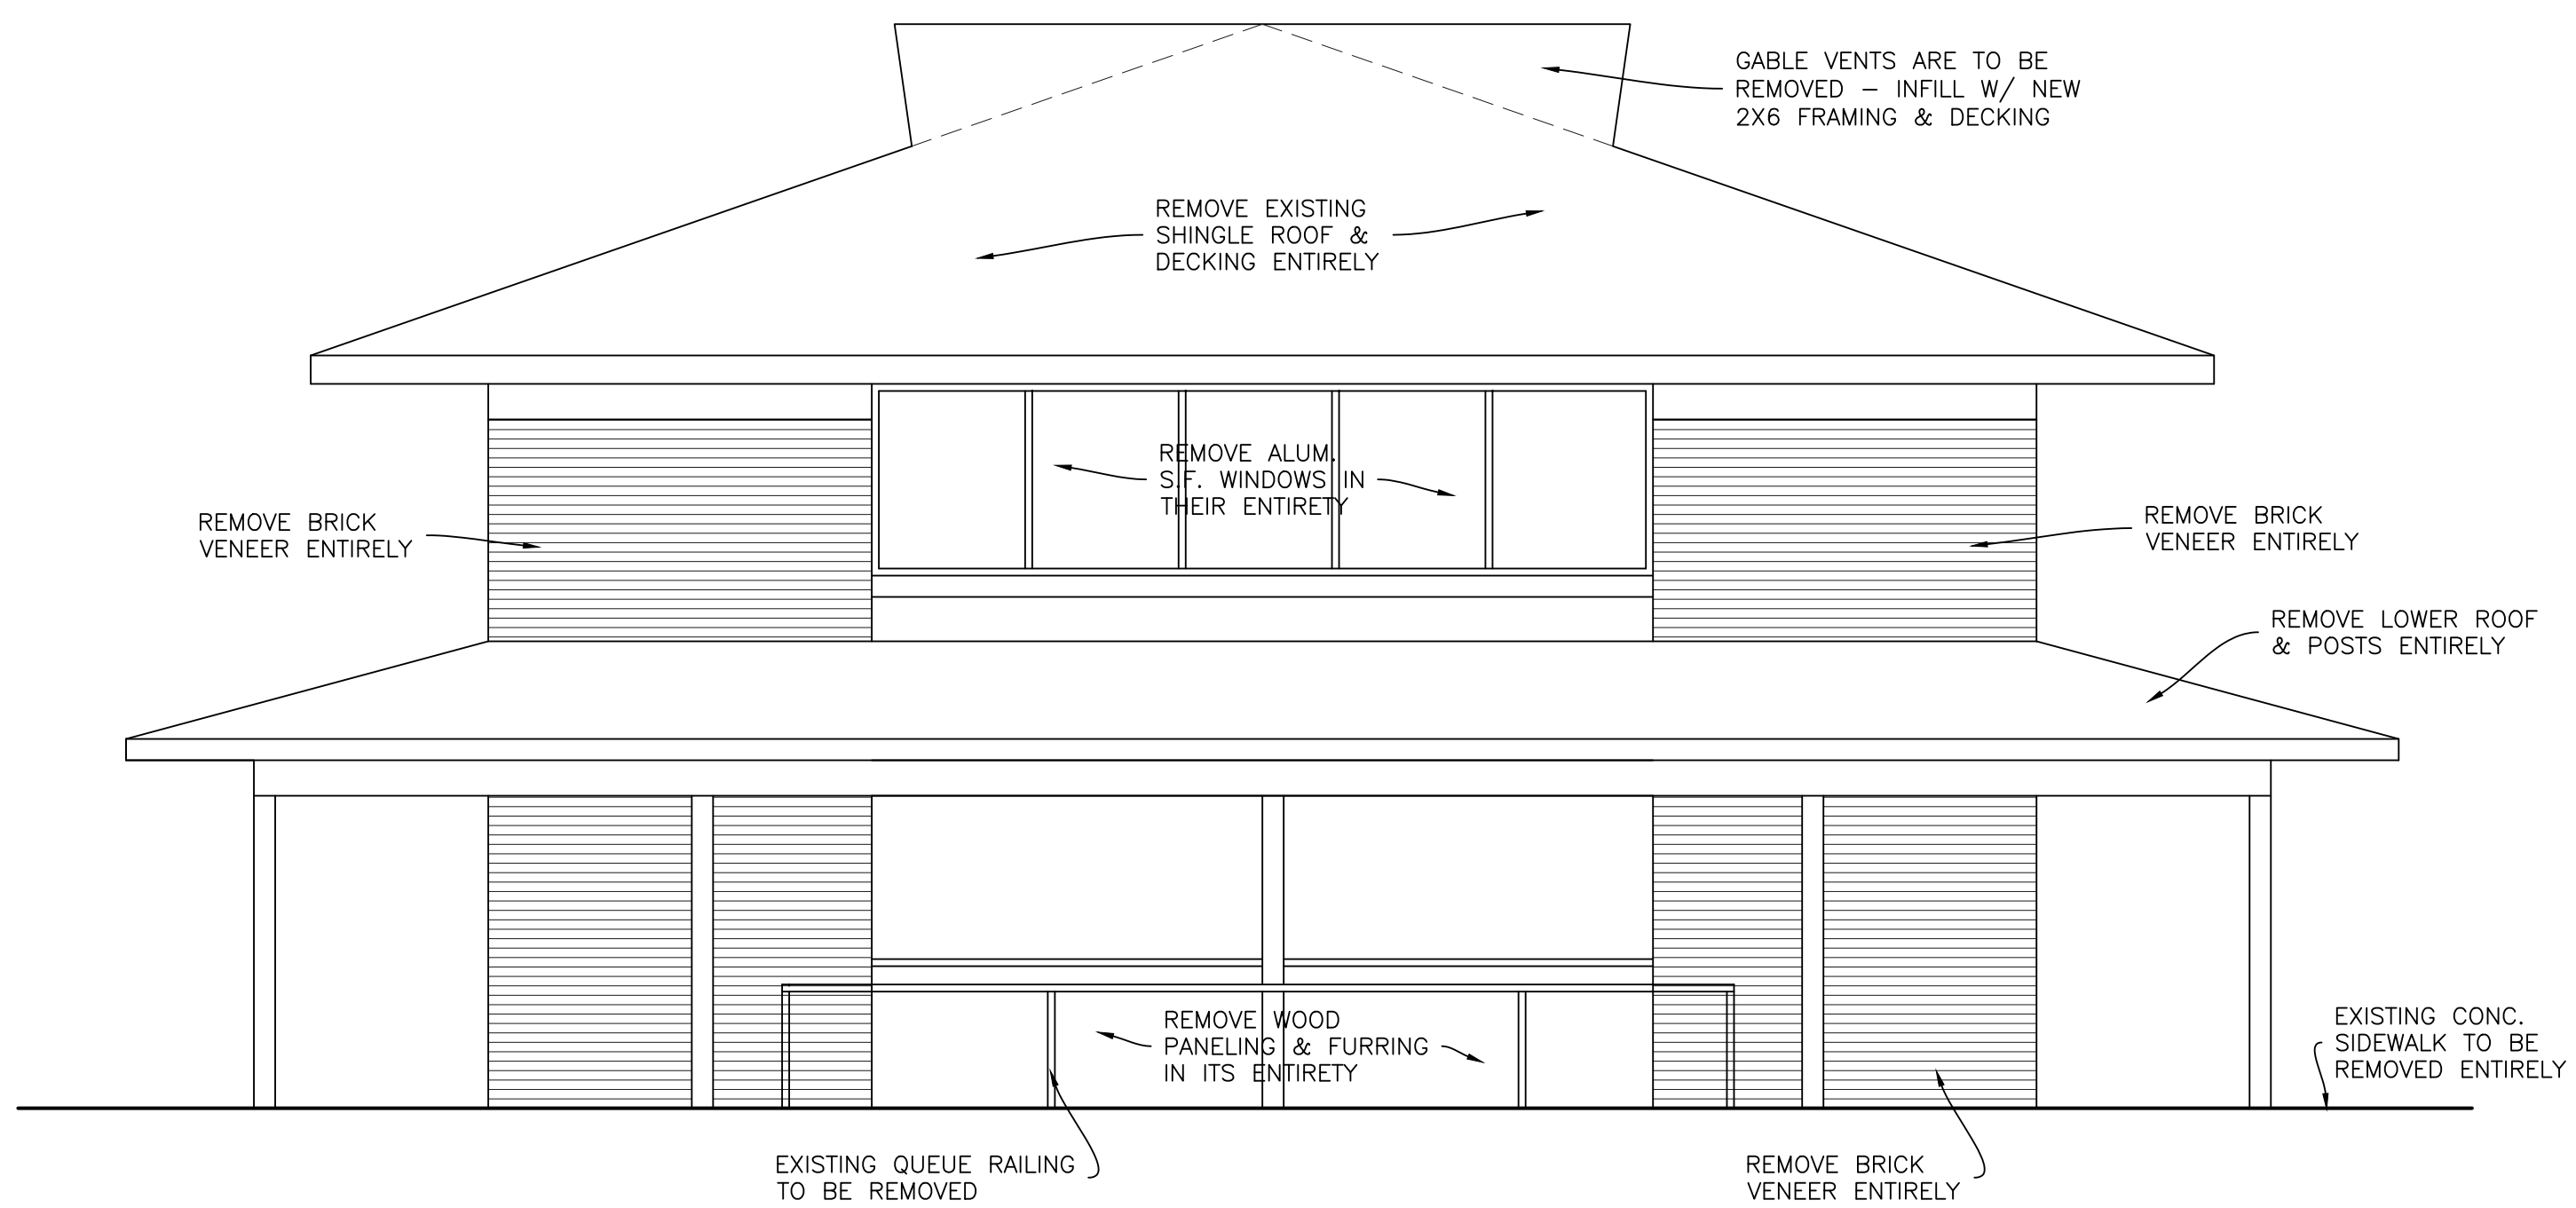 GABLE VENTS ARE TO BE
REMOVED – INFILL W/ NEW
2X6 FRAMING & DECKING
REMOVE EXISTING
SHINGLE ROOF &
DECKING ENTIRELY
REMOVE ALUM.
S.F. WINDOWS IN
THEIR ENTIRETY
REMOVE BRICK
VENEER ENTIRELY
REMOVE BRICK
VENEER ENTIRELY
REMOVE LOWER ROOF
& POSTS ENTIRELY
REMOVE WOOD
PANELING & FURRING
IN ITS ENTIRETY
EXISTING CONC.
SIDEWALK TO BE
REMOVED ENTIRELY
EXISTING QUEUE RAILING
TO BE REMOVED
REMOVE BRICK
VENEER ENTIRELY